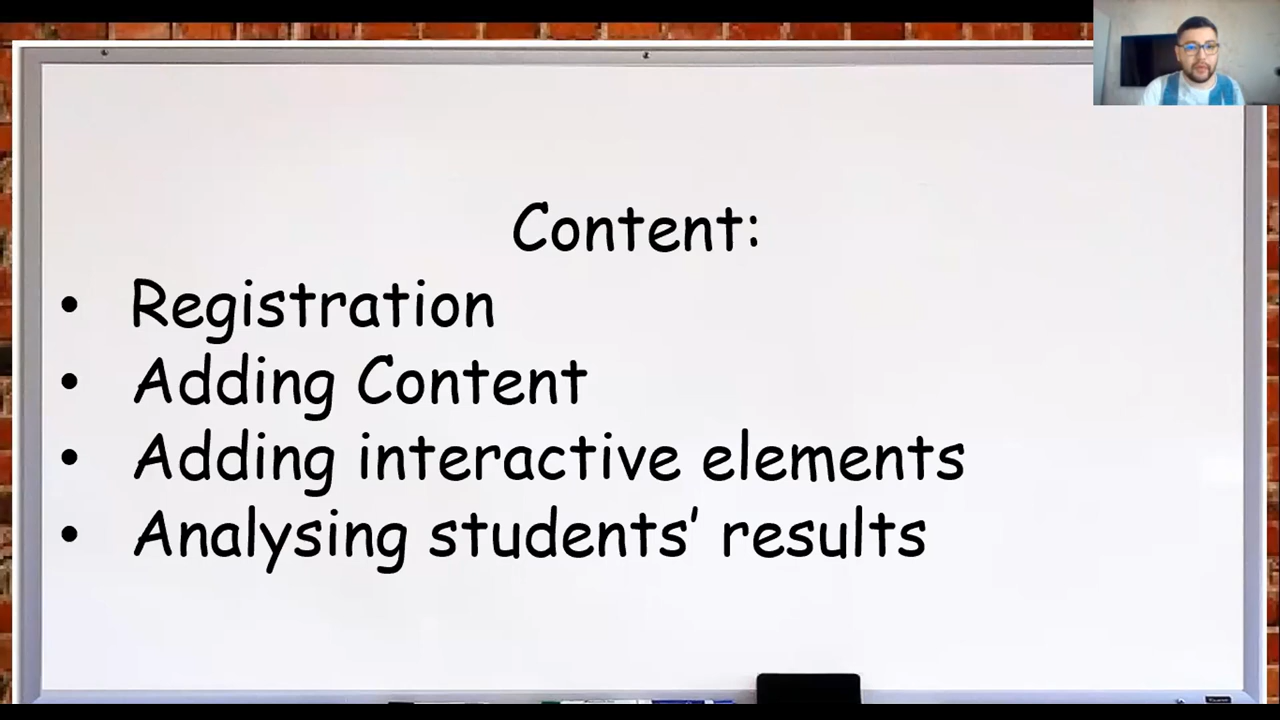 Content:
• Registration
• Adding Content
• Adding interactive elements
• Analysing students’ results